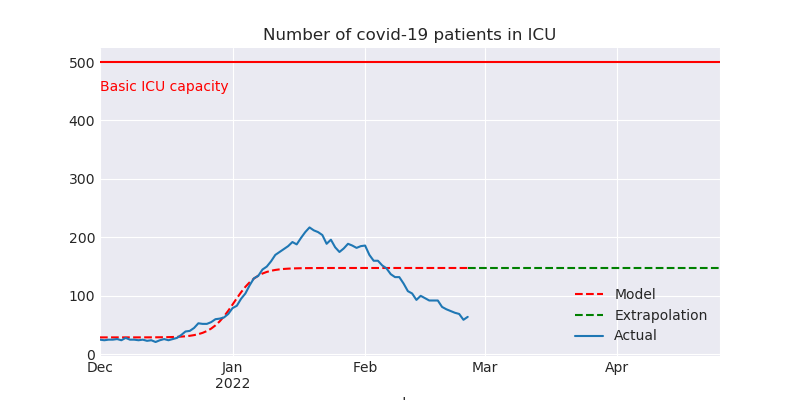 Number of covid-19 patients in ICU
500
Basic ICU capacity
400
300
200
100
0
Model
Extrapolation
Actual
Dec
Jan
2022
Feb
Mar
Apr